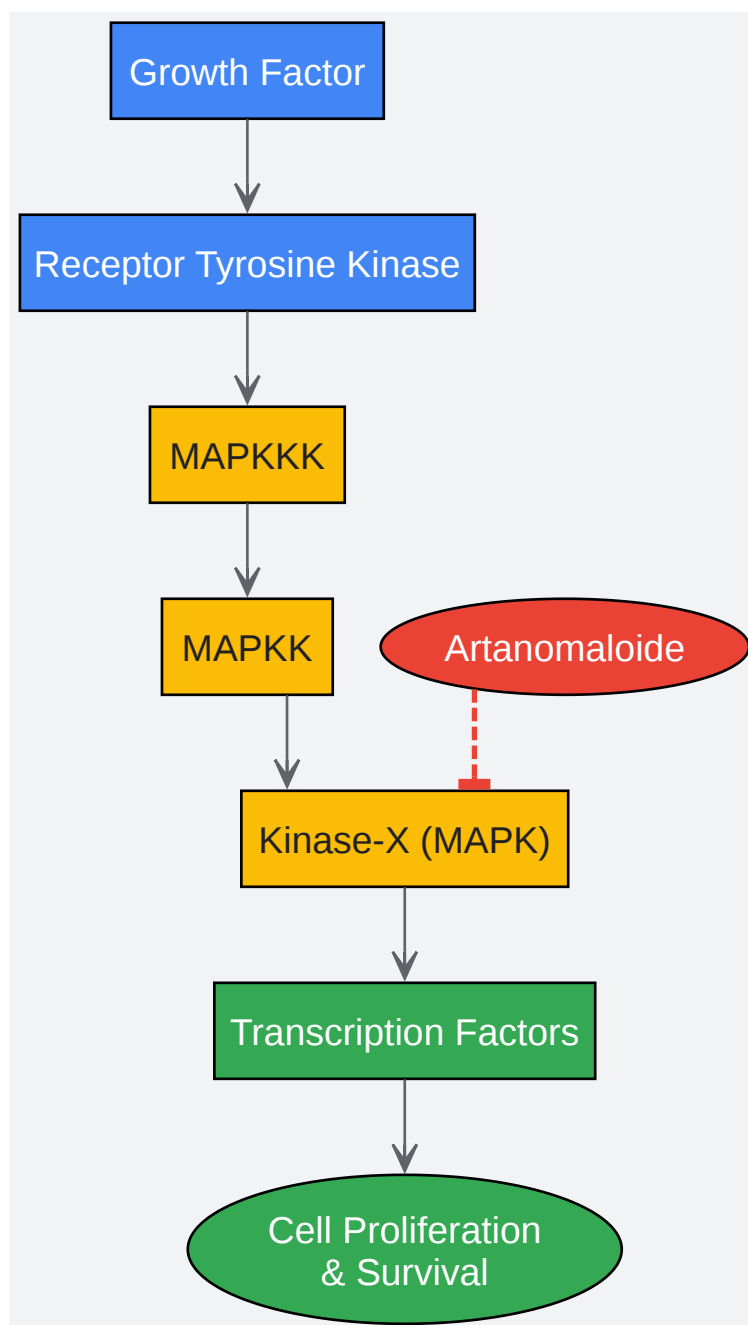 Growth Factor
Receptor Tyrosine Kinase
MAPKKK
MAPKK
Artanomaloide
Kinase-X (MAPK)
Transcription Factors
Cell Proliferation
& Survival